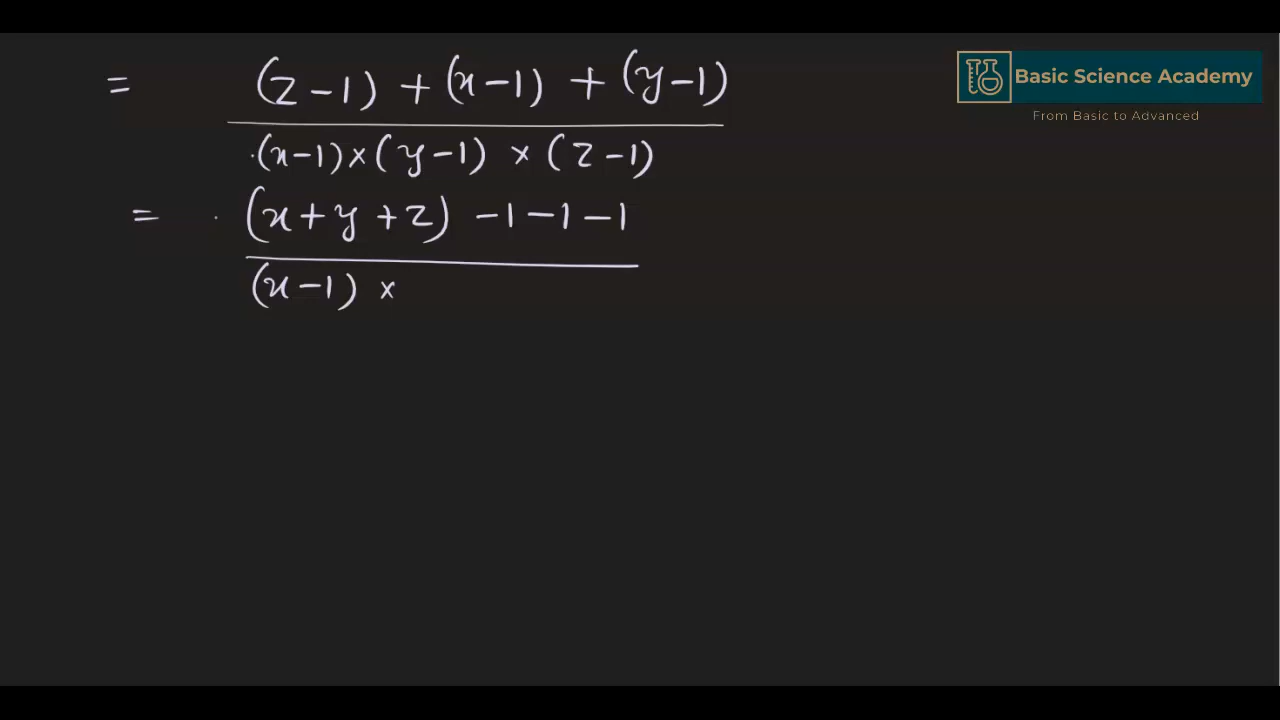 = (z-1) + (x-1) + (y-1)
(x-1)×(y-1) × (z-1)
= (x+y+z) -1-1-1
(x-1) ×
Basic Science Academy
From Basic to Advanced